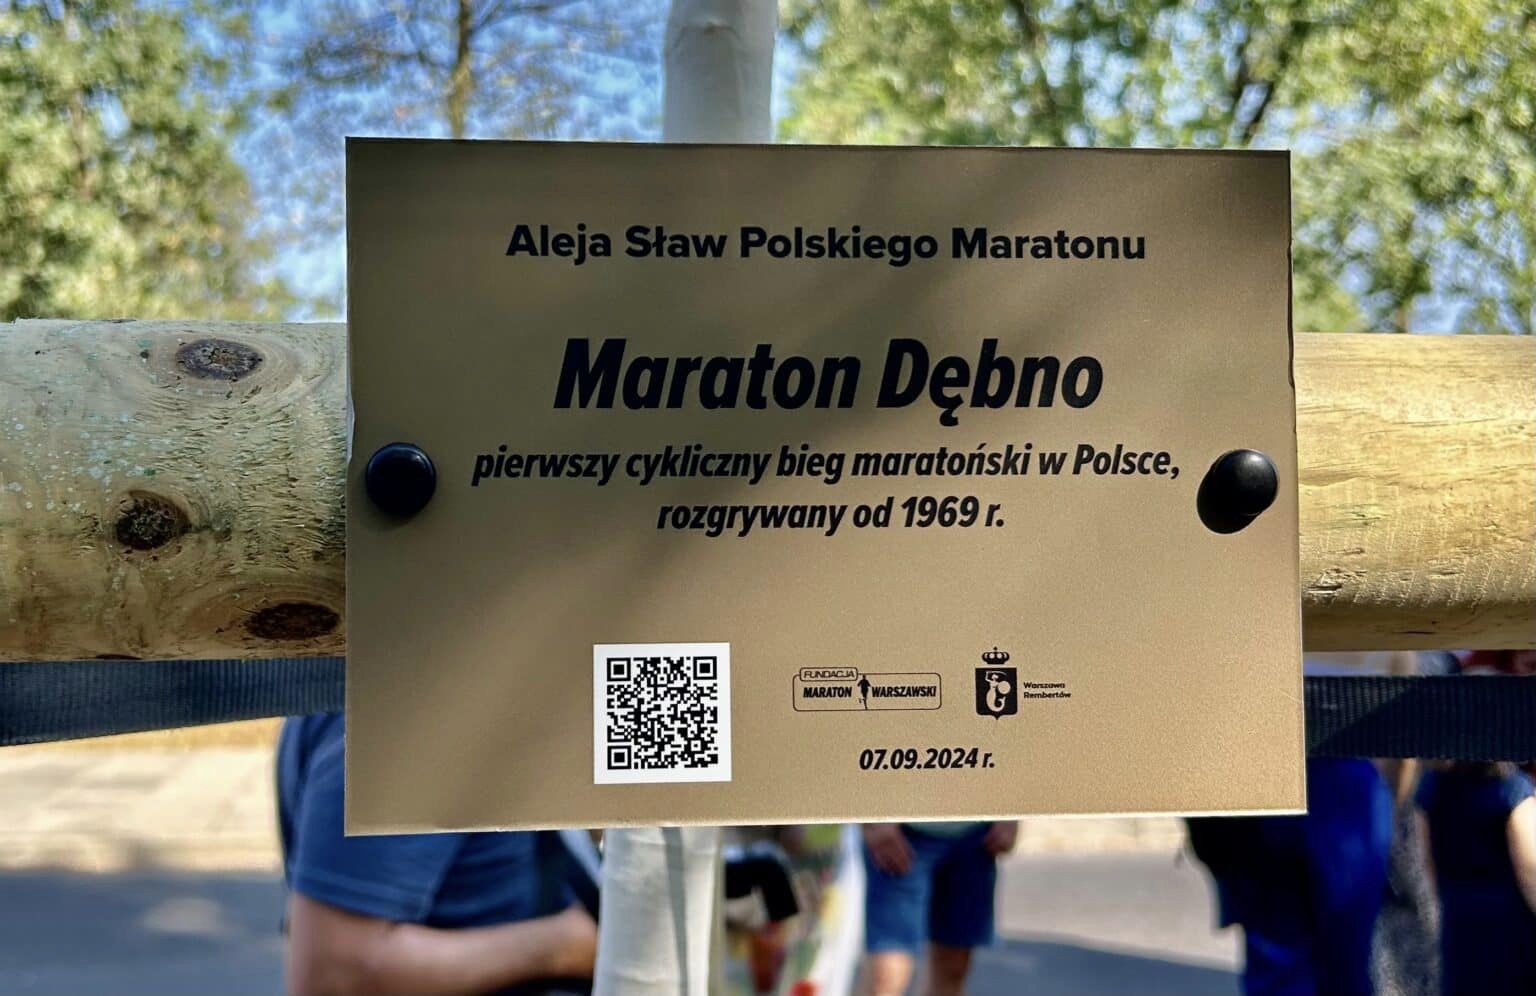 Aleja Sław Polskiego Maratonu
Maraton Dębno
pierwszy cykliczny bieg maratoński w Polsce,
rozgrywany od 1969 r.
FUNDACJA
MARATON WARSZAWSKI
Warszawa
Rembertów
07.09.2024 r.